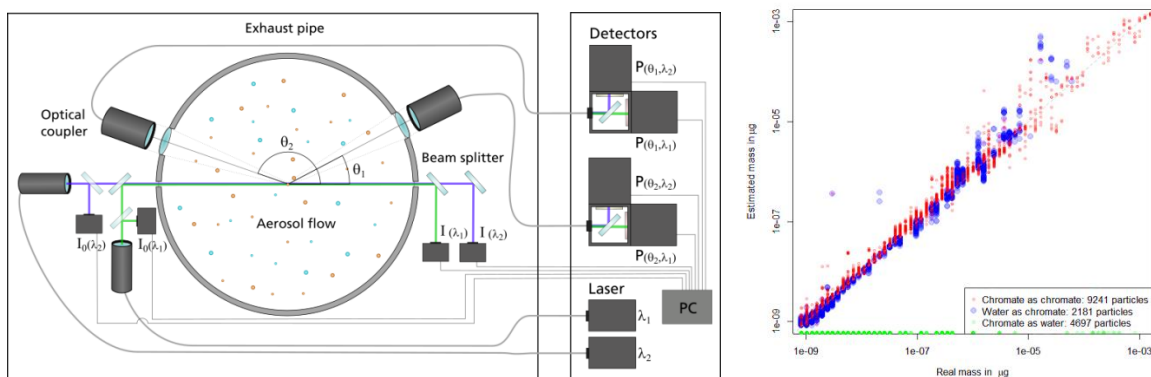 Exhaust pipe
Optical
coupler
θ₂
θ₁
Beam splitter
Aerosol flow
I₀(λ₂)
I₀(λ₁)
I (λ₁)
I (λ₂)
Detectors
P(θ₁,λ₂)
P(θ₁,λ₁)
P(θ₂,λ₂)
P(θ₂,λ₁)
PC
Laser
λ₁
λ₂
Estimated mass in µg
1e-03
1e-05
1e-07
1e-09
Chromate as chromate: 9241 particles
Water as chromate: 2181 particles
Chromate as water: 4697 particles
1e-09 1e-07 1e-05 1e-03
Real mass in µg